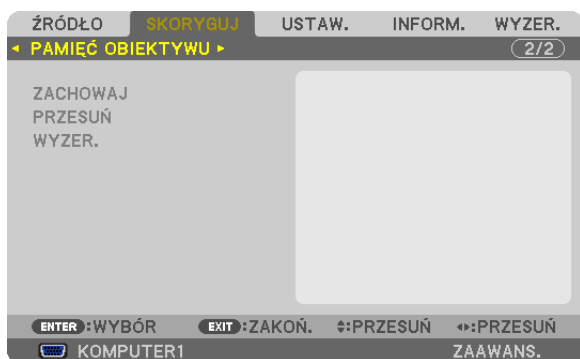 ŹRÓDŁO SKORYGUJ USTAW. INFORM. WYZER.
◂ PAMIĘĆ OBIEKTYWU ▸ 2/2
ZACHOWAJ
PRZESUŃ
WYZER.
ENTER :WYBÓR EXIT :ZAKOŃ. ♦:PRZESUŃ ◂▸:PRZESUŃ
KOMPUTER1 ZAAWANS.